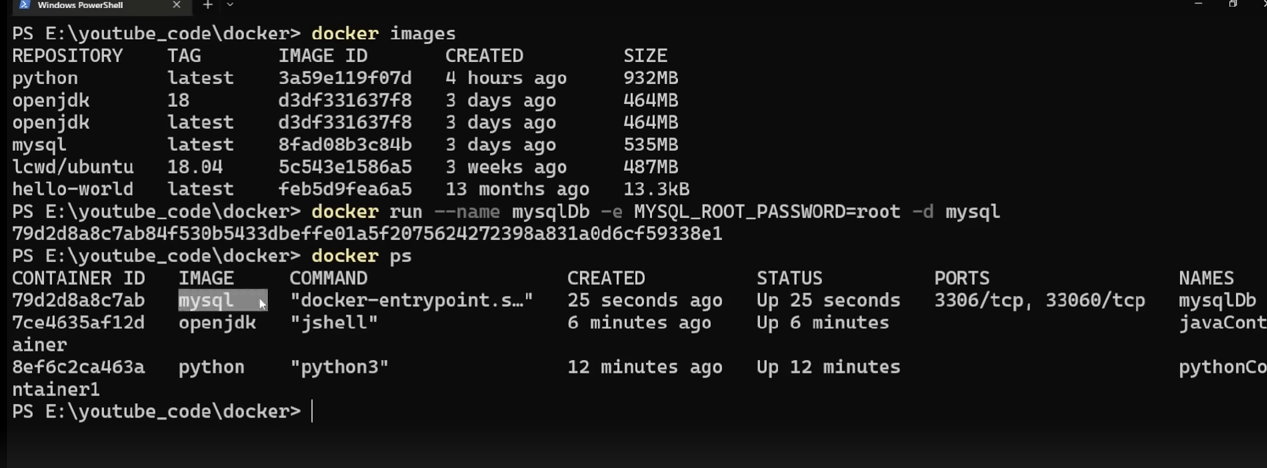 Windows PowerShell
PS E:\youtube_code\docker> docker images
REPOSITORY TAG IMAGE ID CREATED SIZE
python latest 3a59e119f07d 4 hours ago 932MB
openjdk 18 d3df331637f8 3 days ago 464MB
openjdk latest d3df331637f8 3 days ago 464MB
mysql latest 8fad08b3c84b 3 days ago 535MB
lcwd/ubuntu 18.04 5c543e1586a5 3 weeks ago 487MB
hello-world latest feb5d9fea6a5 13 months ago 13.3kB
PS E:\youtube_code\docker> docker run --name mysqlDb -e MYSQL_ROOT_PASSWORD=root -d mysql
79d2d8a8c7ab84f530b5433dbeffe01a5f2075624272398a831a0d6cf59338e1
PS E:\youtube_code\docker> docker ps
CONTAINER ID IMAGE COMMAND CREATED STATUS PORTS NAMES
79d2d8a8c7ab mysql "docker-entrypoint.s…" 25 seconds ago Up 25 seconds 3306/tcp, 33060/tcp mysqlDb
7ce4635af12d openjdk "jshell" 6 minutes ago Up 6 minutes javaCont
ainer
8ef6c2ca463a python "python3" 12 minutes ago Up 12 minutes pythonCo
ntainer1
PS E:\youtube_code\docker>